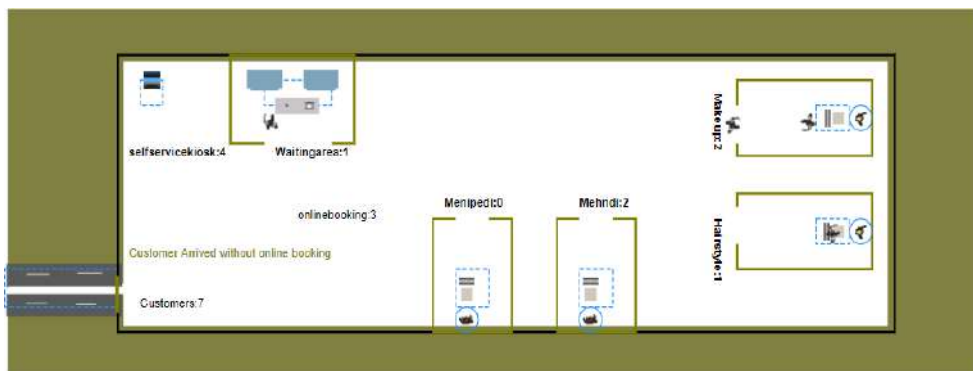 selfservicekiosk:4
Waitingarea:1
Makeup:2
onlinebooking:3
Menipedi:0
Mehndi:2
Hairstyle:1
Customer Arrived without online booking
Customers:7